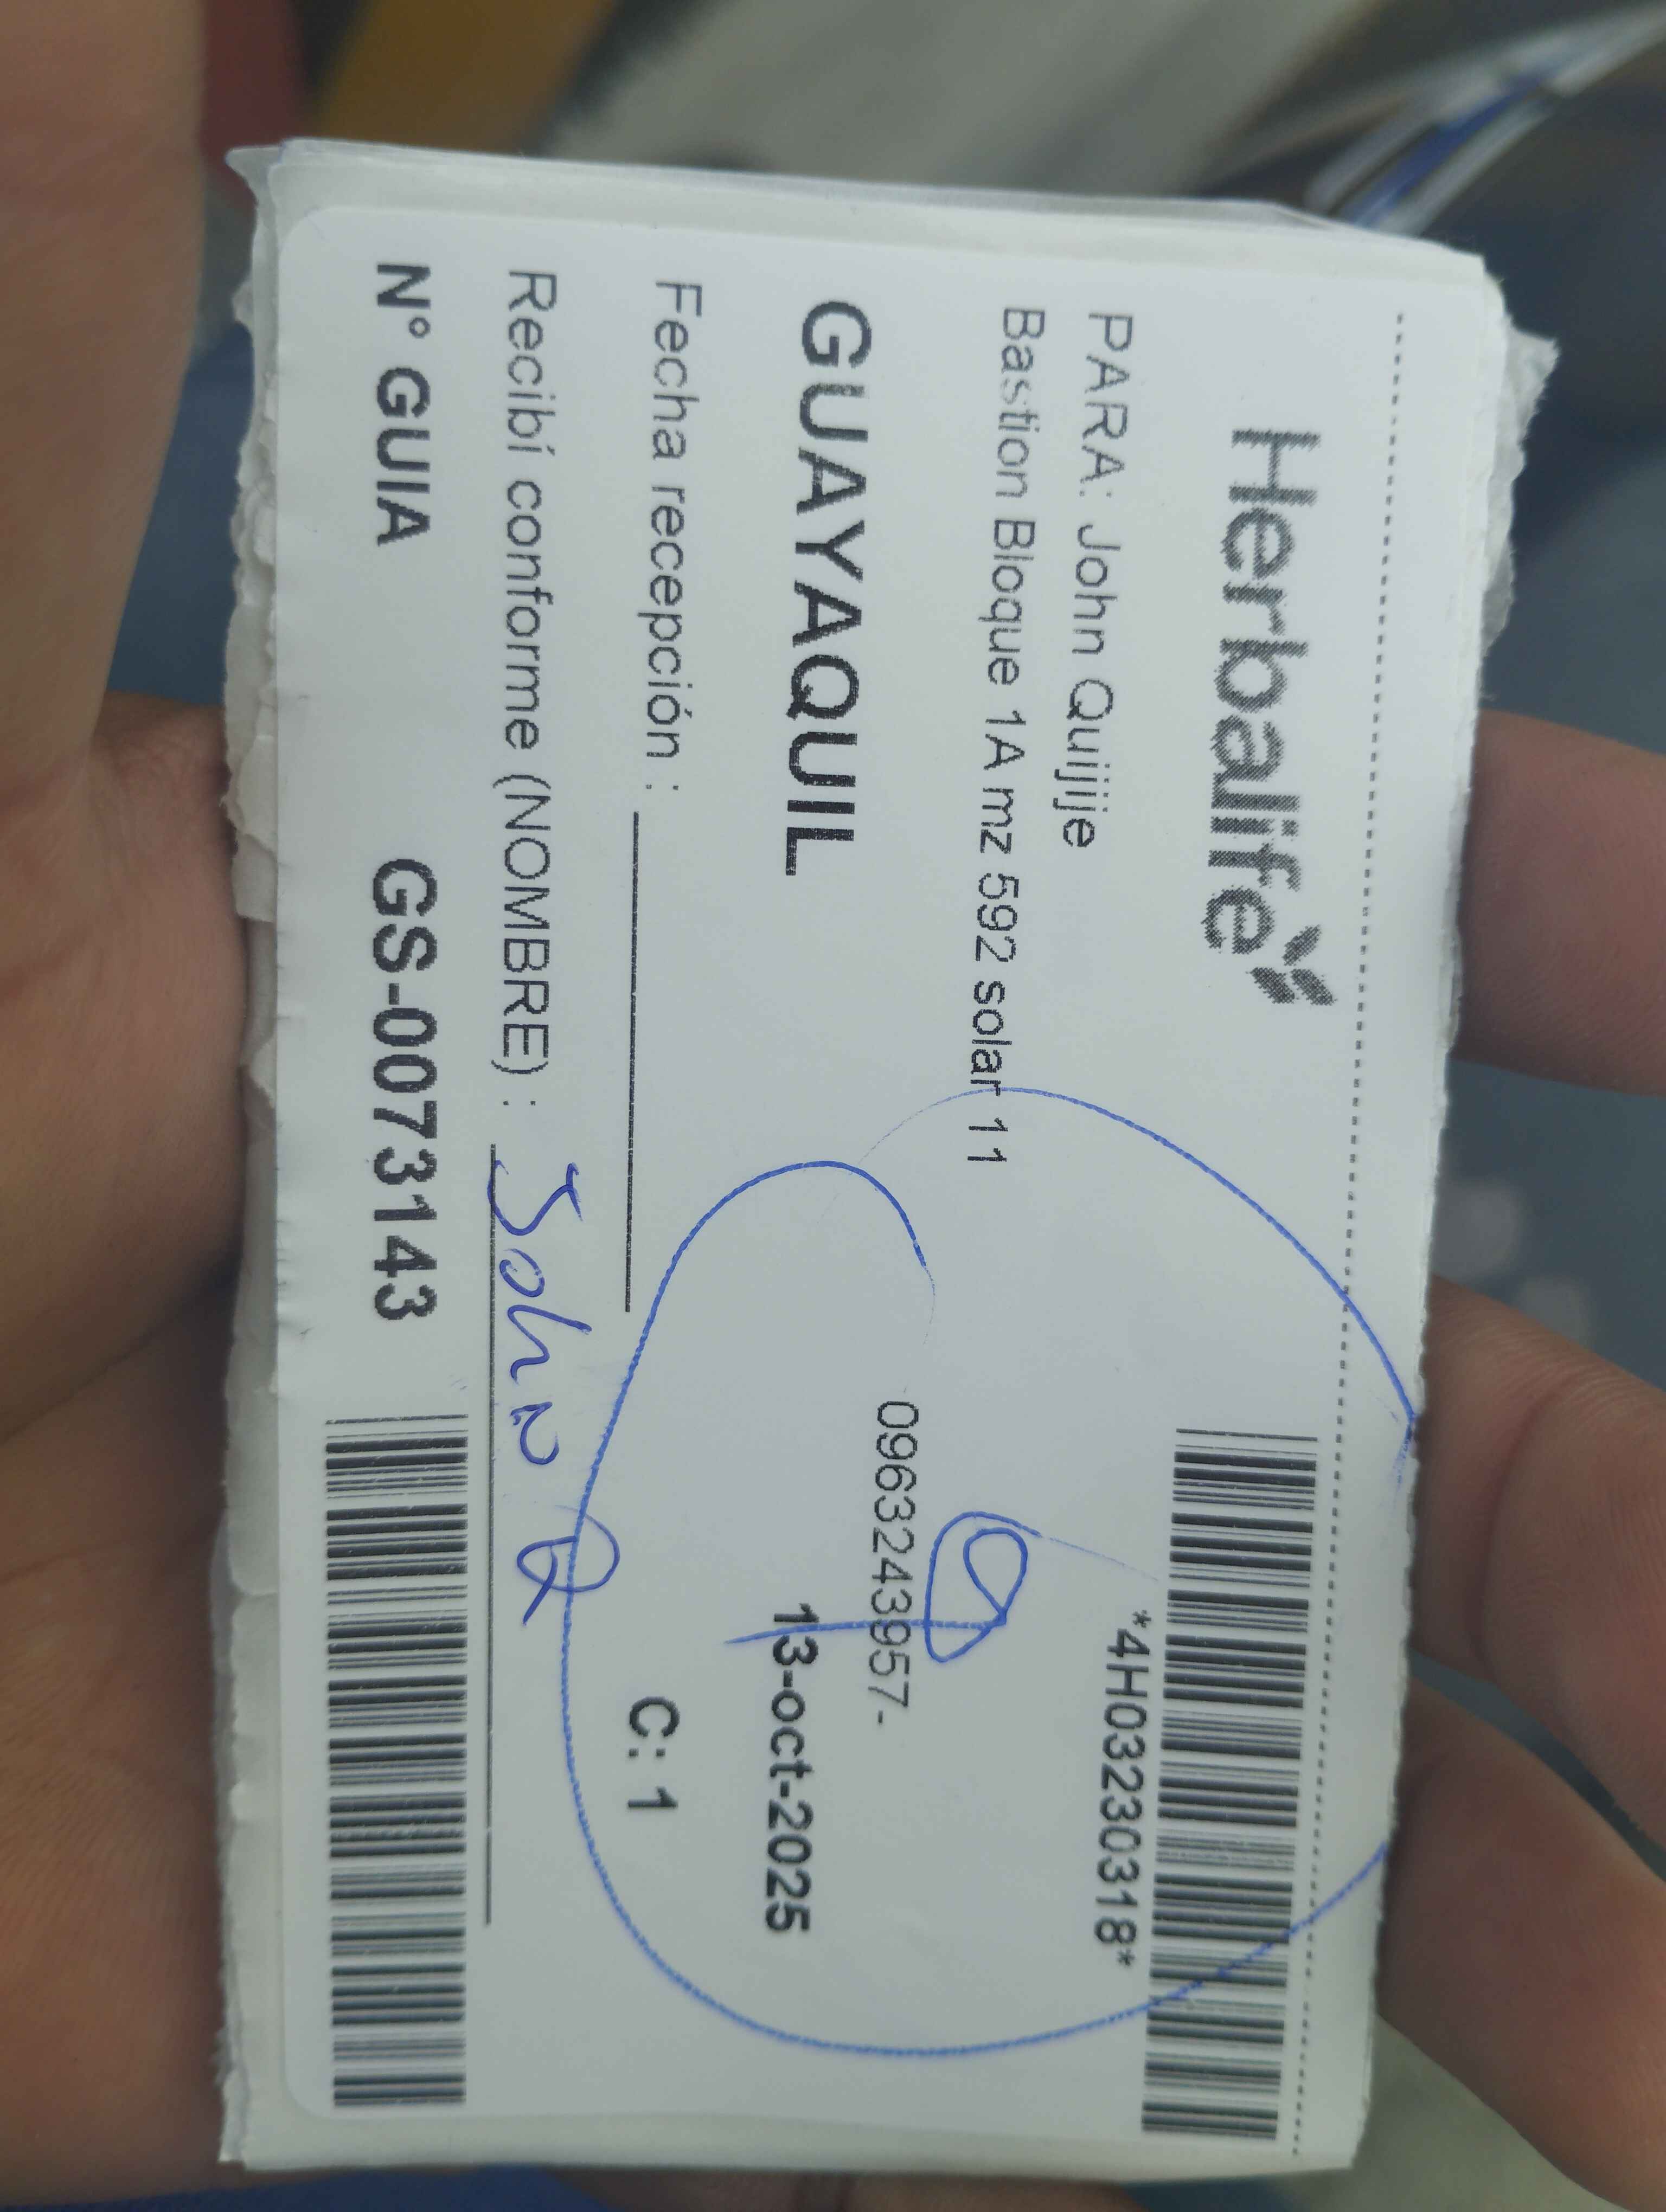 Herbalife
*4H03230318*
PARA: John Quijije
Bastion Bloque 1A mz 592 solar 11
0963243957-
GUAYAQUIL 13-oct-2025
Fecha recepción : C: 1
Recibí conforme (NOMBRE) : John Q
N° GUIA GS-0073143